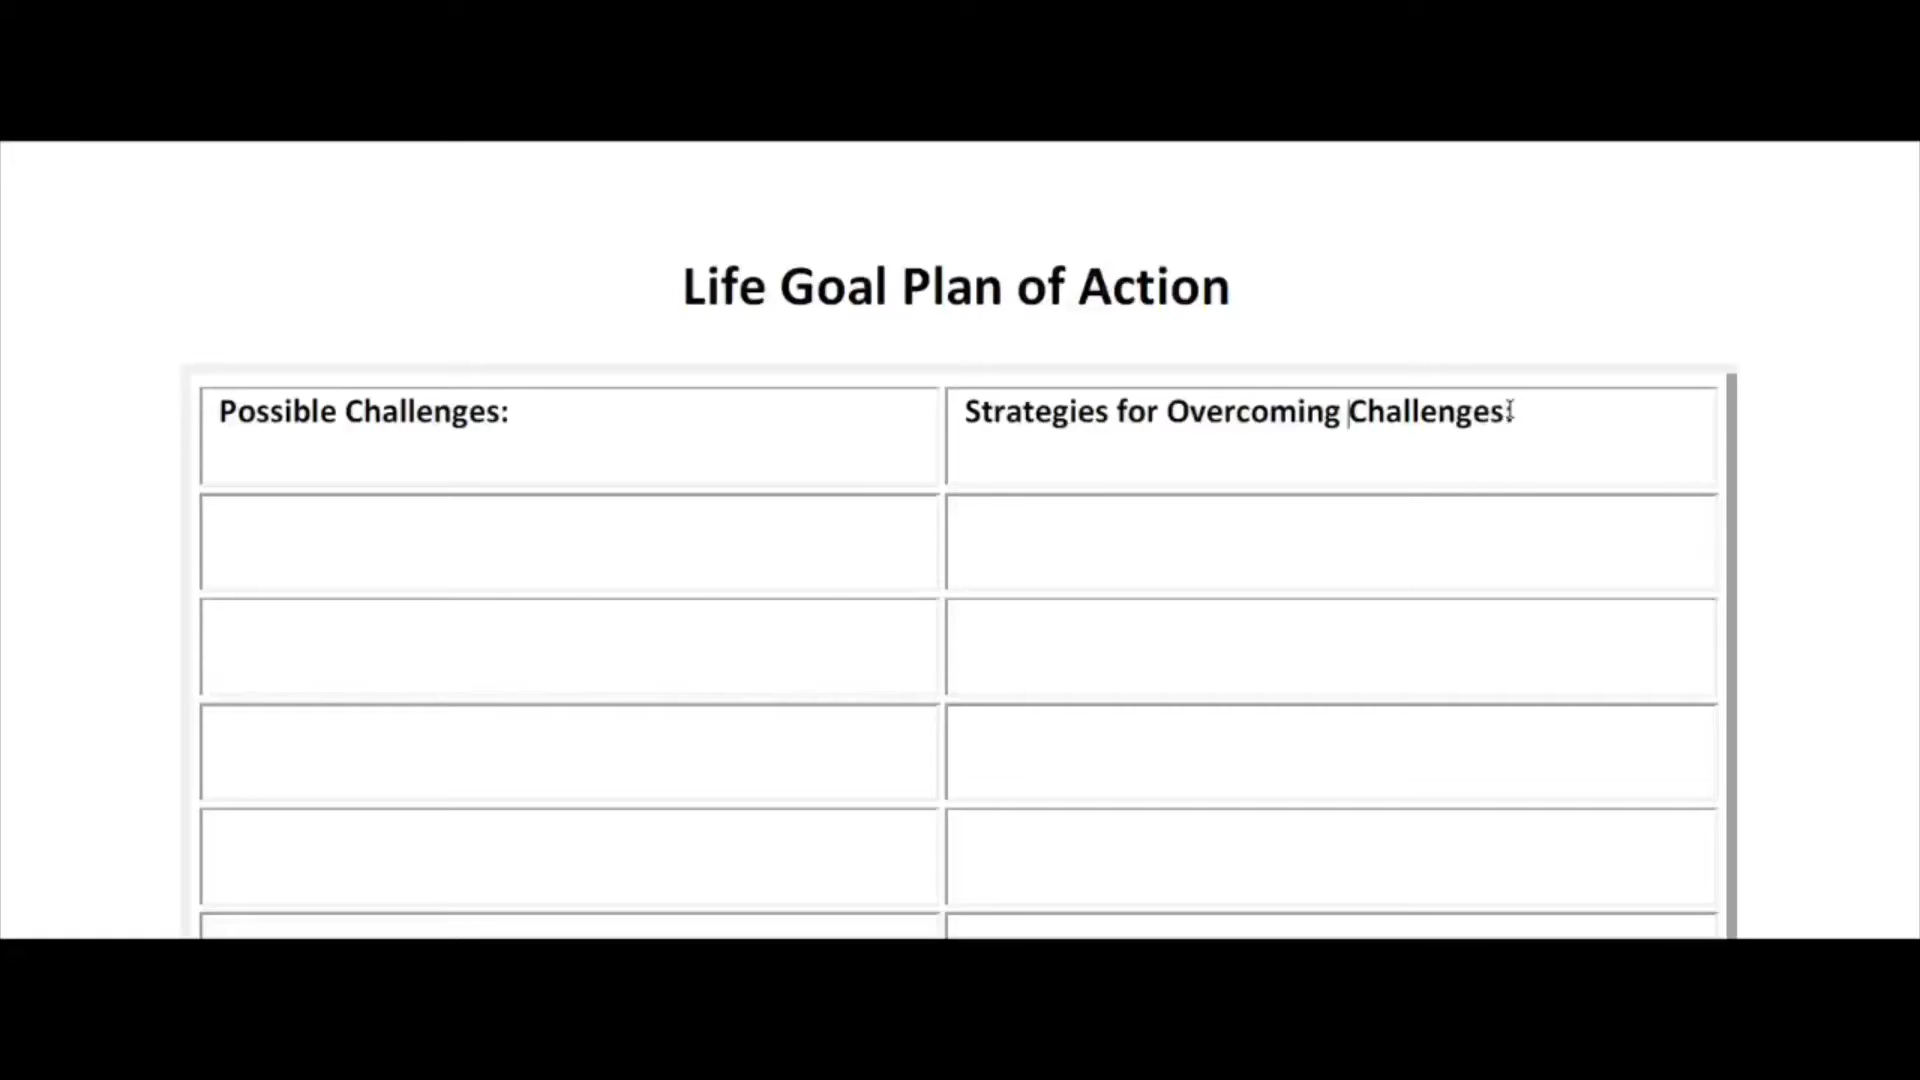 Life Goal Plan of Action
Possible Challenges:
Strategies for Overcoming Challenges: